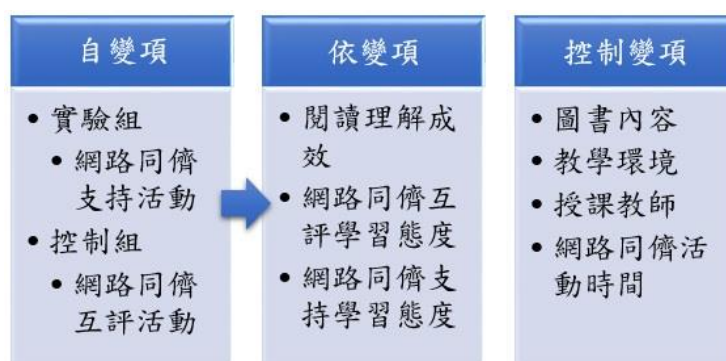 自變項
• 實驗組
• 網路同儕
支持活動
• 控制組
• 網路同儕
互評活動
依變項
• 閱讀理解成
效
• 網路同儕互
評學習態度
• 網路同儕支
持學習態度
控制變項
• 圖書內容
• 教學環境
• 授課教師
• 網路同儕活
動時間